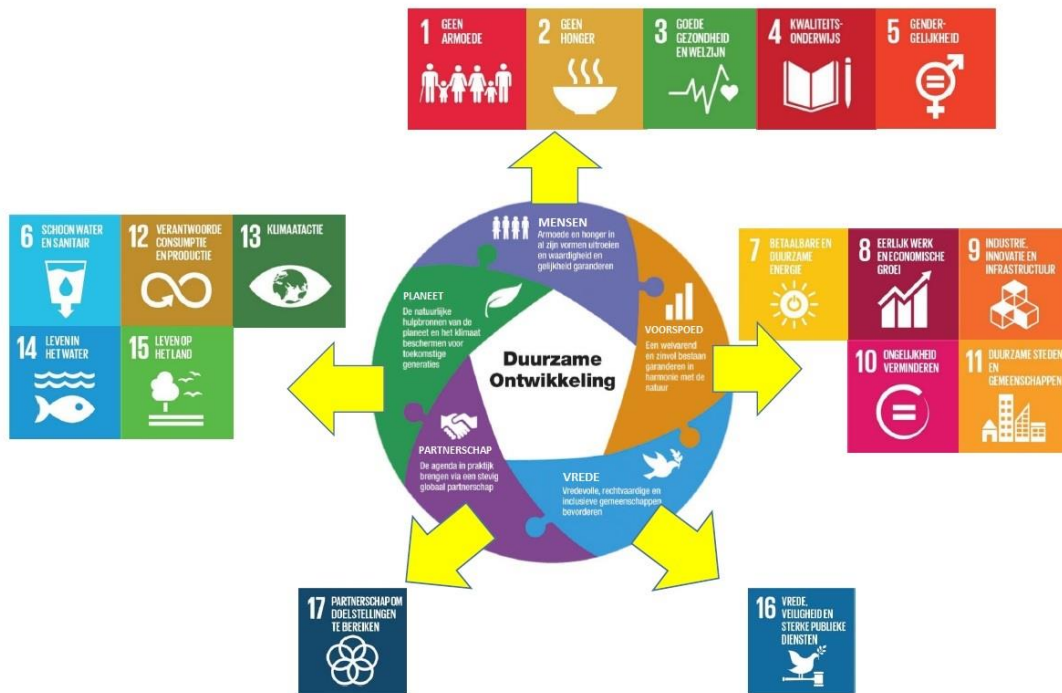 1 GEEN
ARMOEDE
2 GEEN
HONGER
3 GOEDE
GEZONDHEID
EN WELZIJN
4 KWALITEITS-
ONDERWIJS
5 GENDER-
GELIJKHEID
6 SCHOON WATER
EN SANITAIR
12 VERANTWOORDE
CONSUMPTIE
EN PRODUCTIE
13 KLIMAATACTIE
14 LEVEN IN
HET WATER
15 LEVEN OP
HET LAND
MENSEN
Armoede en honger in
al zijn vormen uitroeien
en waardigheid en
gelijkheid garanderen
PLANEET
De natuurlijke
hulpbronnen van de
planeet en het klimaat
beschermen voor
toekomstige
generaties
Duurzame
Ontwikkeling
VOORSPOED
Een welvarend
en zinvol bestaan
garanderen in
harmonie met de
natuur
7 BETAALBARE EN
DUURZAME
ENERGIE
8 EERLIJK WERK
EN ECONOMISCHE
GROEI
9 INDUSTRIE,
INNOVATIE EN
INFRASTRUCTUUR
10 ONGELIJKHEID
VERMINDEREN
11 DUURZAME STEDEN
EN
GEMEENSCHAPPEN
PARTNERSCHAP
De agenda in praktijk
brengen via een stevig
globaal partnerschap
VREDE
Vredevolle, rechtvaardige en
inclusieve gemeenschappen
bevorderen
17 PARTNERSCHAP OM
DOELSTELLINGEN
TE BEREIKEN
16 VREDE,
VEILIGHEID EN
STERKE PUBLIEKE
DIENSTEN